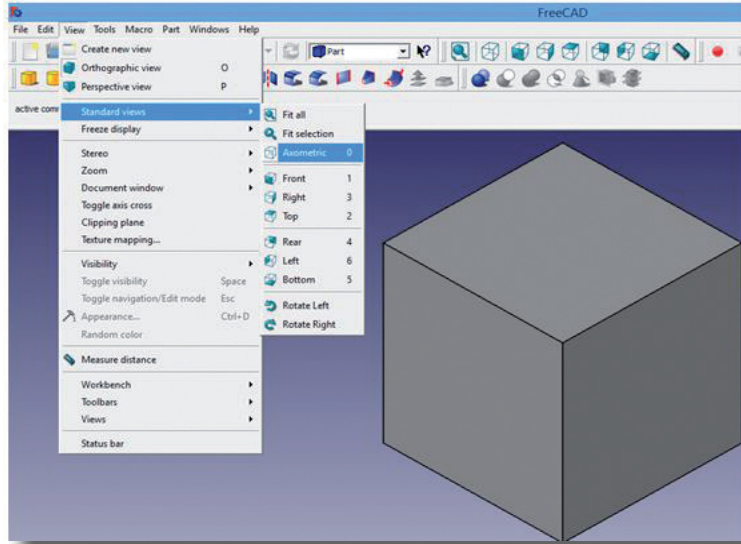 FreeCAD
File Edit View Tools Macro Part Windows Help
Create new view
Orthographic view O
Perspective view P
Part
active com
Standard views
Freeze display
Stereo
Zoom
Document window
Toggle axis cross
Clipping plane
Texture mapping...
Visibility
Toggle visibility Space
Toggle navigation/Edit mode Esc
Appearance... Ctrl+D
Random color
Measure distance
Workbench
Toolbars
Views
Status bar
Fit all
Fit selection
Axometric 0
Front 1
Right 3
Top 2
Rear 4
Left 6
Bottom 5
Rotate Left
Rotate Right